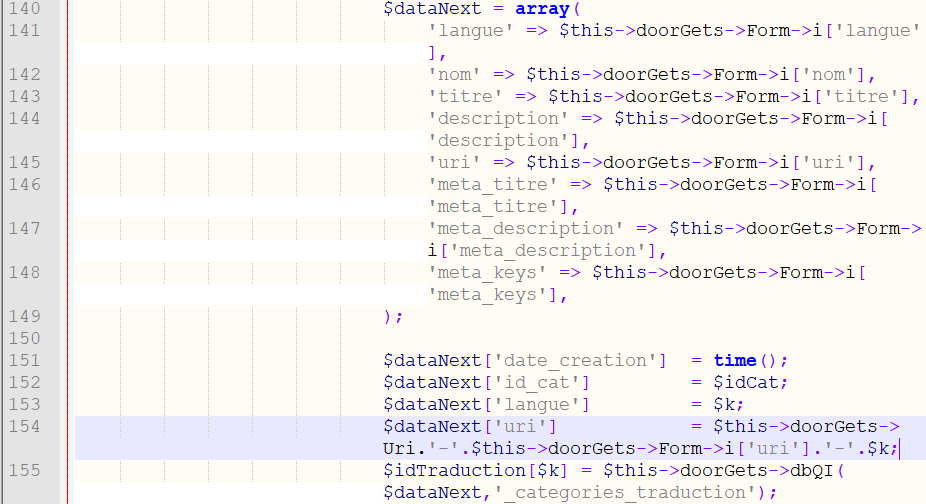 140 $dataNext = array(
141 'langue' => $this->doorGets->Form->i['langue'
],
142 'nom' => $this->doorGets->Form->i['nom'],
143 'titre' => $this->doorGets->Form->i['titre'],
144 'description' => $this->doorGets->Form->i[
'description'],
145 'uri' => $this->doorGets->Form->i['uri'],
146 'meta_titre' => $this->doorGets->Form->i[
'meta_titre'],
147 'meta_description' => $this->doorGets->Form->
i['meta_description'],
148 'meta_keys' => $this->doorGets->Form->i[
'meta_keys'],
149 );
150
151 $dataNext['date_creation'] = time();
152 $dataNext['id_cat'] = $idCat;
153 $dataNext['langue'] = $k;
154 $dataNext['uri'] = $this->doorGets->
Uri.'-'.$this->doorGets->Form->i['uri'].'-'.$k;
155 $idTraduction[$k] = $this->doorGets->dbQI(
$dataNext,'_categories_traduction');